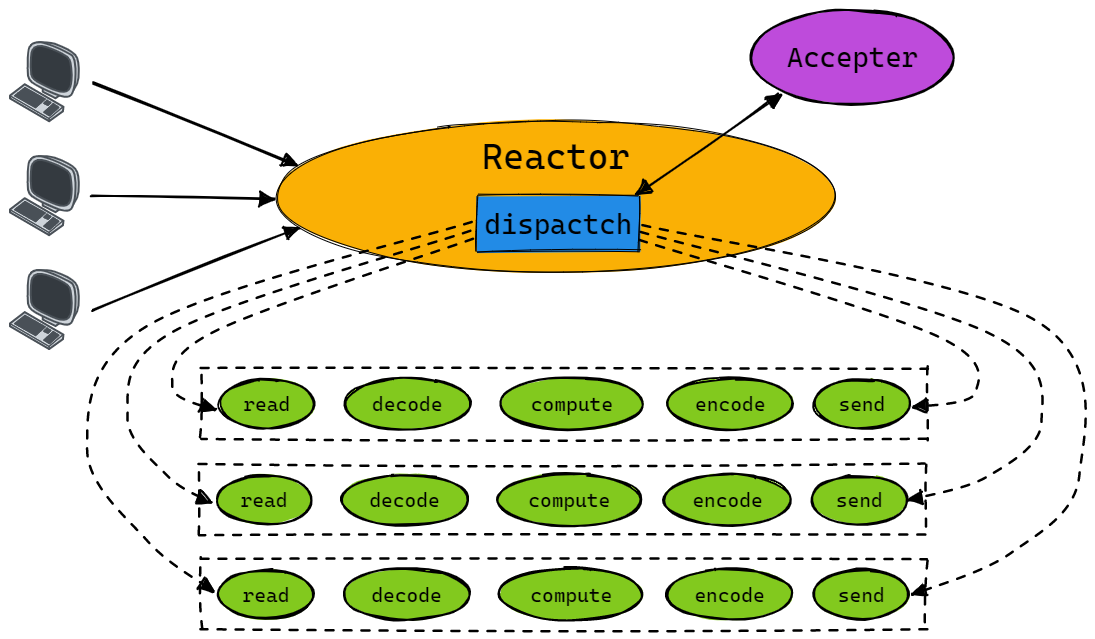 Accepter
Reactor
dispactch
read decode compute encode send
read decode compute encode send
read decode compute encode send